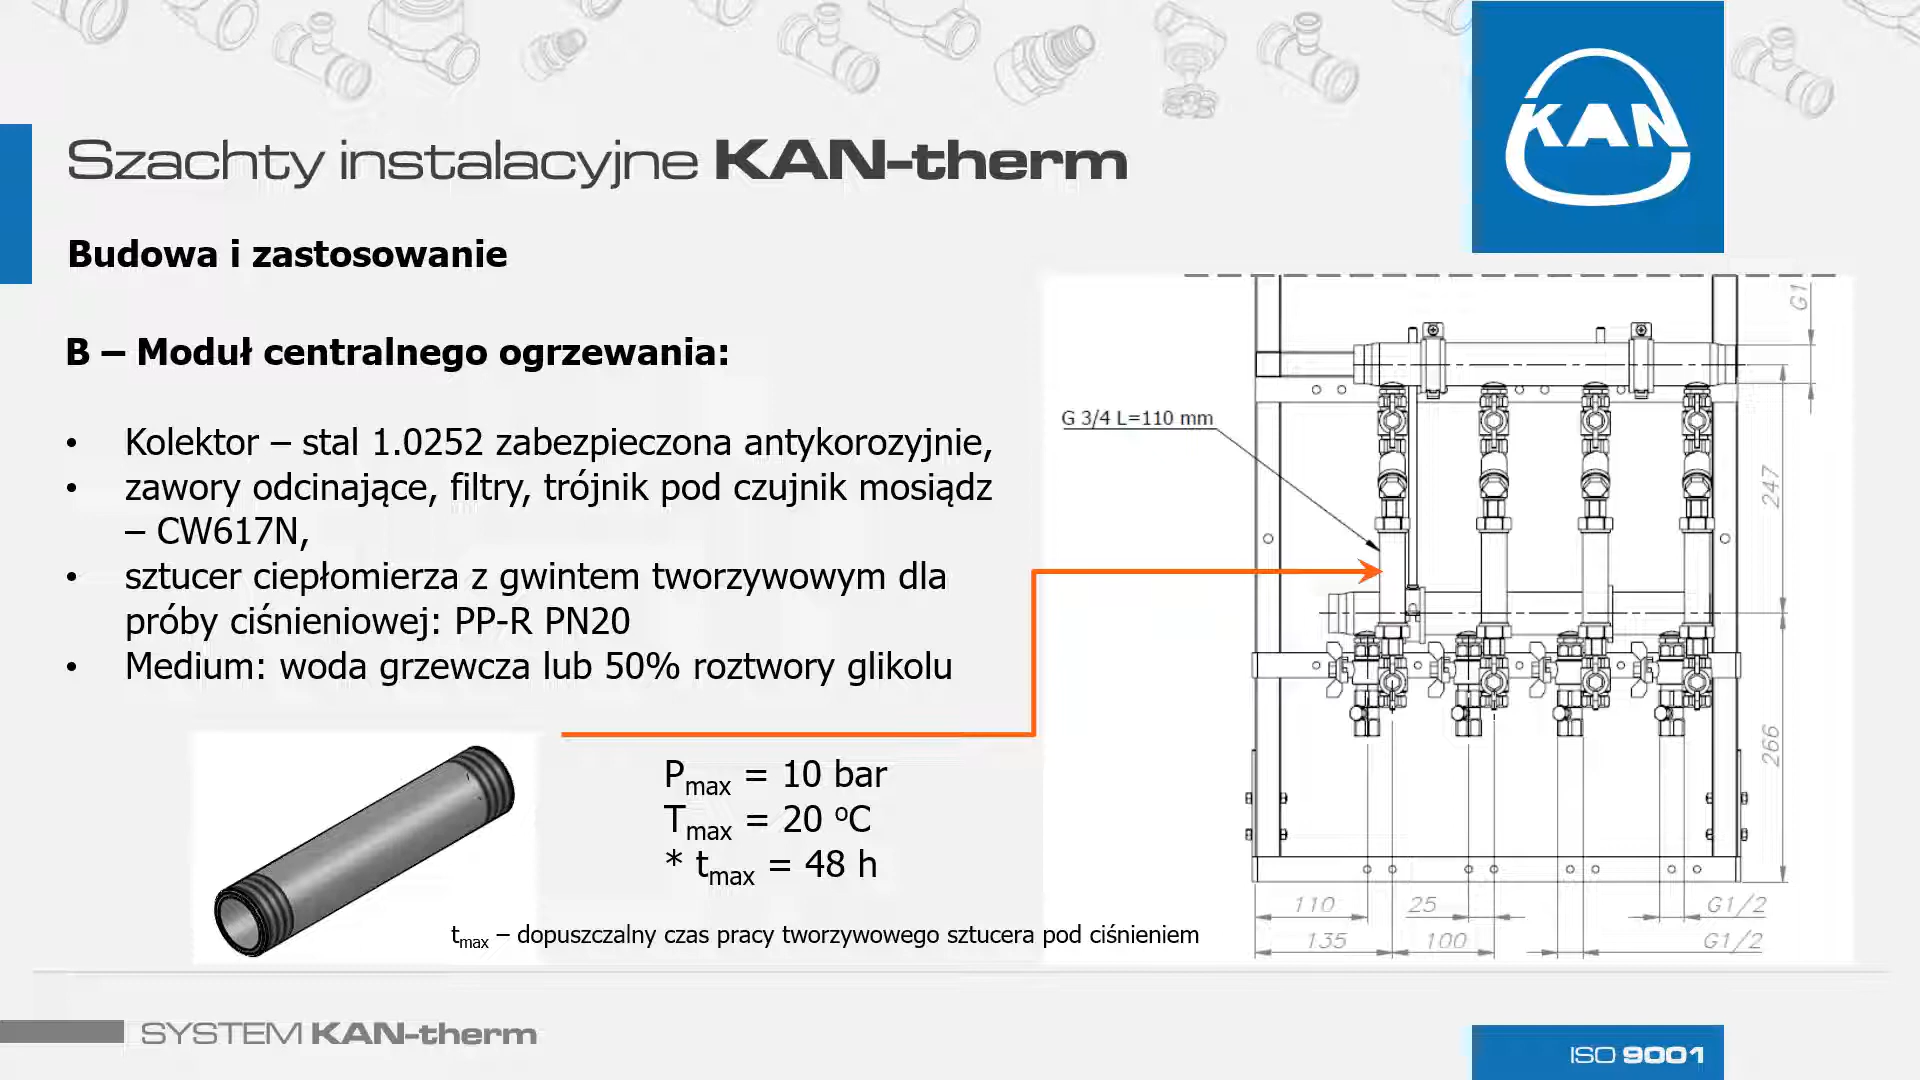 KAN
Szachty instalacyjne KAN-therm
Budowa i zastosowanie
B – Moduł centralnego ogrzewania:
• Kolektor – stal 1.0252 zabezpieczona antykorozyjnie,
• zawory odcinające, filtry, trójnik pod czujnik mosiądz
– CW617N,
• sztucer ciepłomierza z gwintem tworzywowym dla
próby ciśnieniowej: PP-R PN20
• Medium: woda grzewcza lub 50% roztwory glikolu
Pmax = 10 bar
Tmax = 20 °C
* tmax = 48 h
tmax – dopuszczalny czas pracy tworzywowego sztucera pod ciśnieniem
G1
G 3/4 L=110 mm
247
266
110
25
G1/2
135
100
G1/2
SYSTEM KAN-therm
ISO 9001